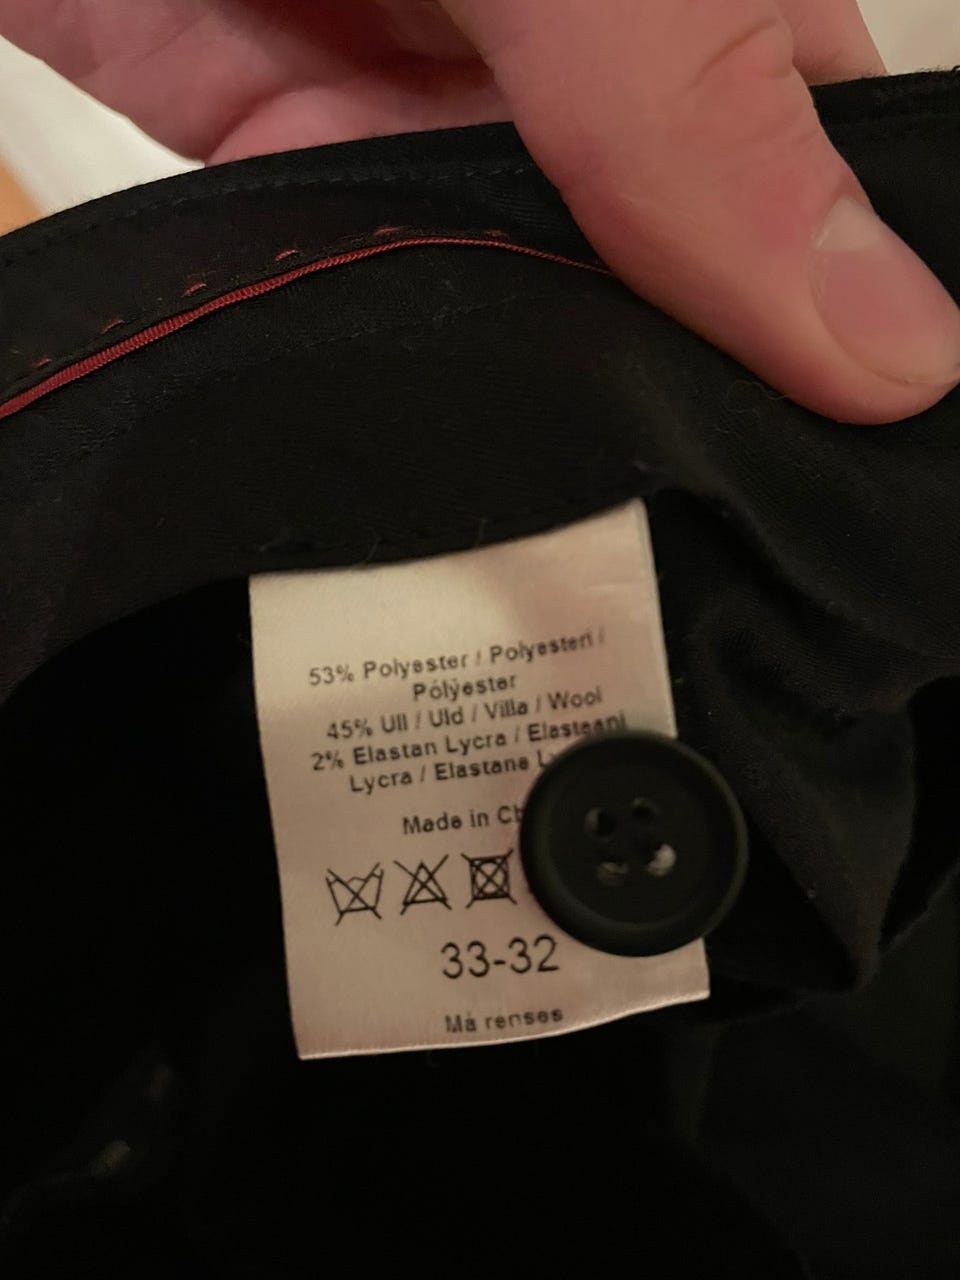 53% Polyester / Polyesteri /
Pólýester
45% Ull / Uld / Villa / Wool
2% Elastan Lycra / Elastaani
Lycra / Elastane
Made in
33-32
Må renses